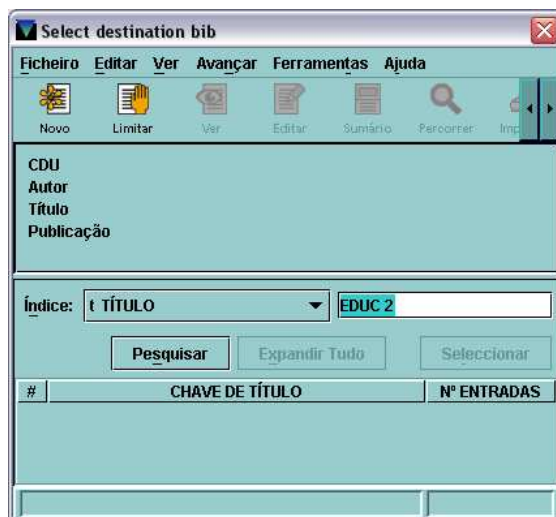 Select destination bib
Ficheiro Editar Ver Avançar Ferramentas Ajuda
Novo Limitar Ver Editar Sumário Percorrer Imp
CDU
Autor
Título
Publicação
Índice: t TÍTULO EDUC 2
Pesquisar Expandir Tudo Seleccionar
# CHAVE DE TÍTULO Nº ENTRADAS